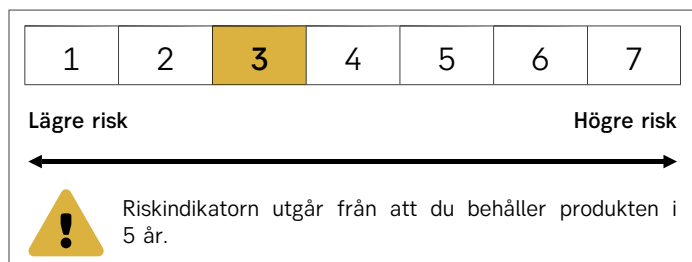 1 2 3 4 5 6 7
Lägre risk Högre risk
Riskindikatorn utgår från att du behåller produkten i
5 år.